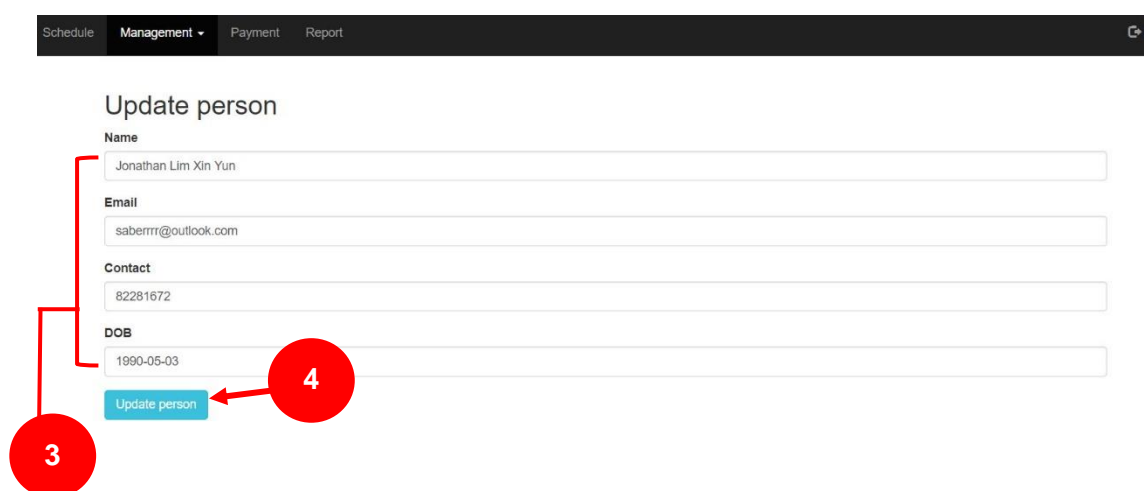 Schedule Management Payment Report
Update person
Name
Jonathan Lim Xin Yun
Email
saberrrr@outlook.com
Contact
82281672
DOB
1990-05-03
4
Update person
3